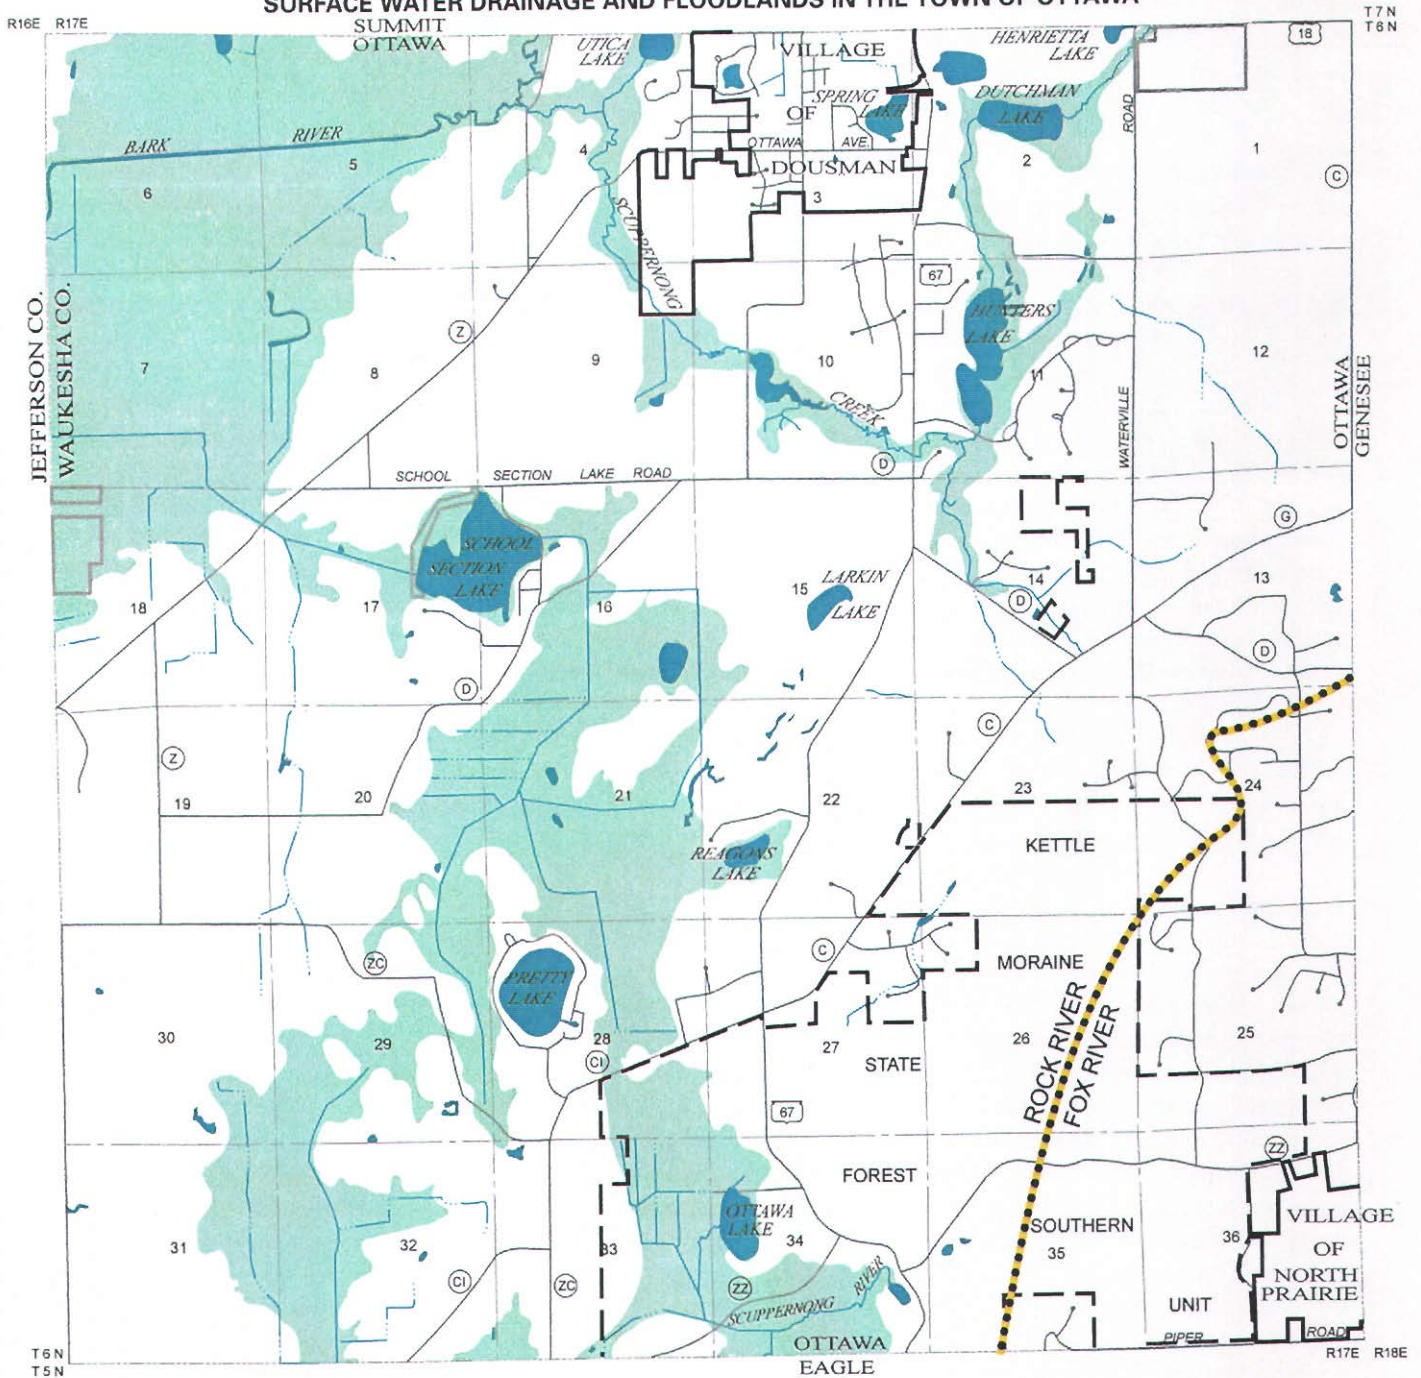 SURFACE WATER DRAINAGE AND FLOODLANDS IN THE TOWN OF OTTAWA
R16E R17E
T7N
T6N
SUMMIT
OTTAWA
UTICA
LAKE
VILLAGE
OF
DOUSMAN
HENRIETTA
LAKE
18
SPRING
LAKE
DUTCHMAN
LAKE
ROAD
BARK RIVER
OTTAWA AVE.
6
5
4
3
2
1
C
SCUPPERNONG
CREEK
67
HUNTERS
LAKE
JEFFERSON CO.
WAUKESHA CO.
OTTAWA
GENESEE
Z
7
8
9
10
11
12
WATERVILLE
D
SCHOOL SECTION LAKE ROAD
G
SCHOOL
SECTION
LAKE
LARKIN
LAKE
18
17
16
15
14
13
D
D
D
C
Z
19
20
21
22
23
24
REAGONS
LAKE
KETTLE
MORAINE
STATE
FOREST
SOUTHERN
UNIT
ZC
C
PRETTY
LAKE
30
29
28
27
26
25
CI
67
ROCK RIVER
FOX RIVER
ZZ
OTTAWA
LAKE
31
32
33
34
35
36
VILLAGE
OF
NORTH
PRAIRIE
CI
ZC
ZZ
SCUPPERNONG RIVER
PIPER ROAD
OTTAWA
EAGLE
T6N
T5N
R17E R18E